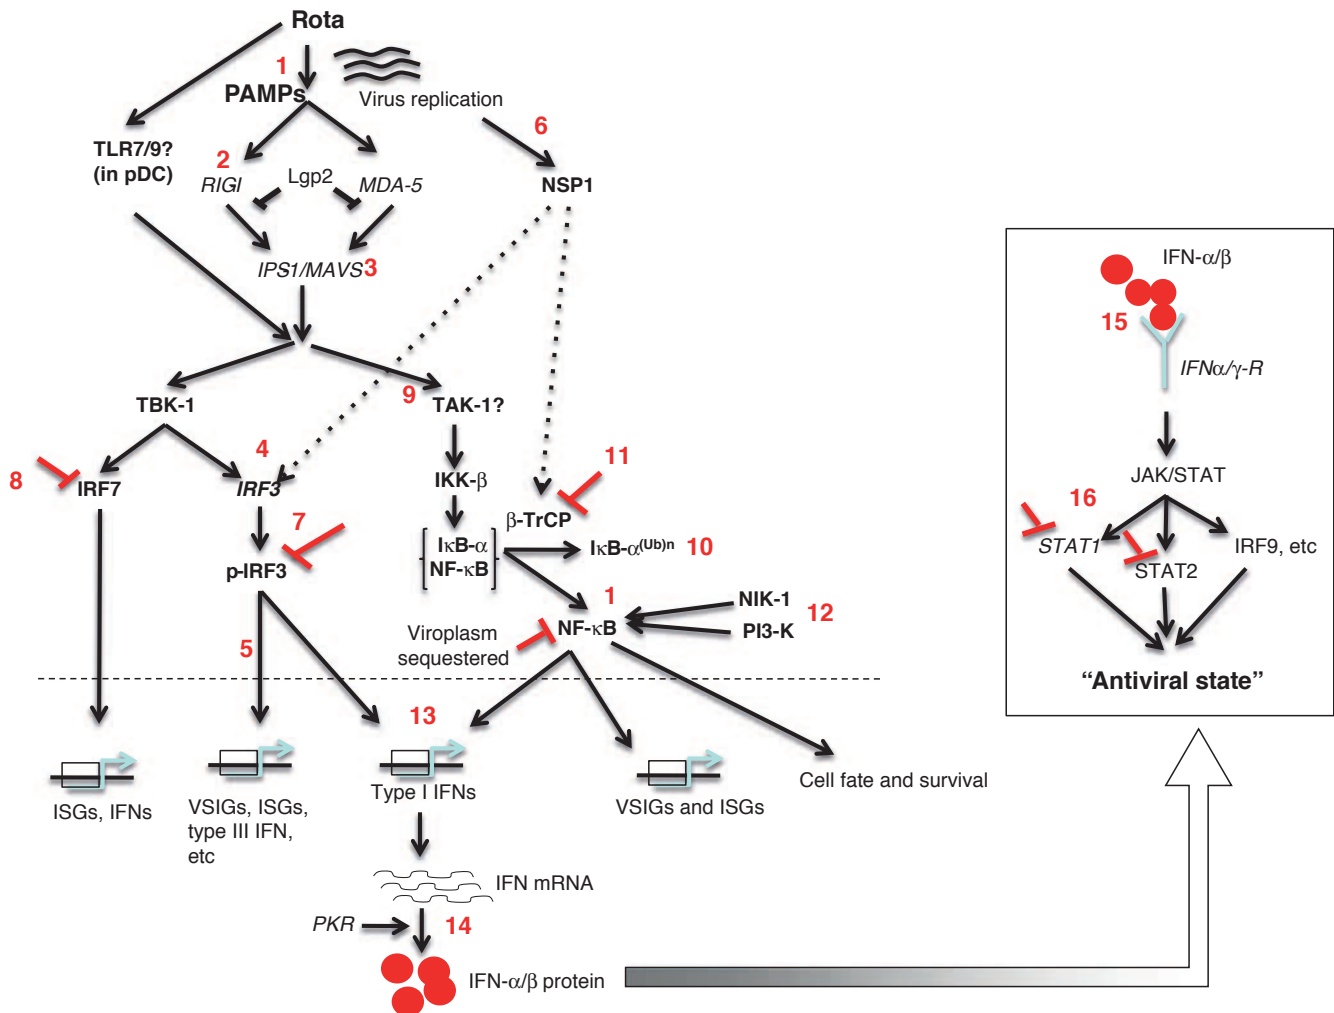 Rota
1
PAMPs
Virus replication
6
TLR7/9?
(in pDC)
2
RIGI
Lgp2
MDA-5
NSP1
IPS1/MAVS
3
TBK-1
9
TAK-1?
8
IRF7
4
IRF3
IKK-β
11
β-TrCP
7
p-IRF3
IκB-α
NF-κB
IκB-α(Ub)n
10
1
NF-κB
NIK-1
PI3-K
12
Viroplasm
sequestered
5
13
ISGs, IFNs
VSIGs, ISGs,
type III IFN,
etc
Type I IFNs
VSIGs and ISGs
Cell fate and survival
IFN mRNA
PKR
14
IFN-α/β protein
IFN-α/β
15
IFNα/γ-R
JAK/STAT
16
STAT1
STAT2
IRF9, etc
“Antiviral state”